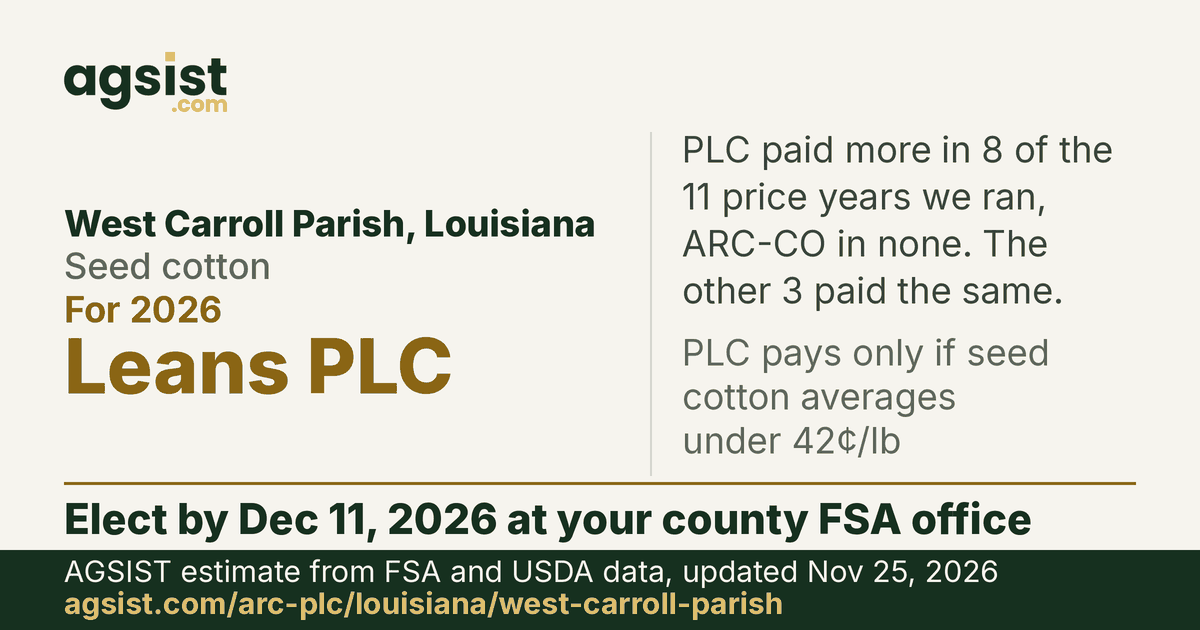 agsist
.com
West Carroll Parish, Louisiana
Seed cotton
For 2026
Leans PLC
PLC paid more in 8 of the
11 price years we ran,
ARC-CO in none. The
other 3 paid the same.
PLC pays only if seed
cotton averages
under 42¢/lb
Elect by Dec 11, 2026 at your county FSA office
AGSIST estimate from FSA and USDA data, updated Nov 25, 2026
agsist.com/arc-plc/louisiana/west-carroll-parish